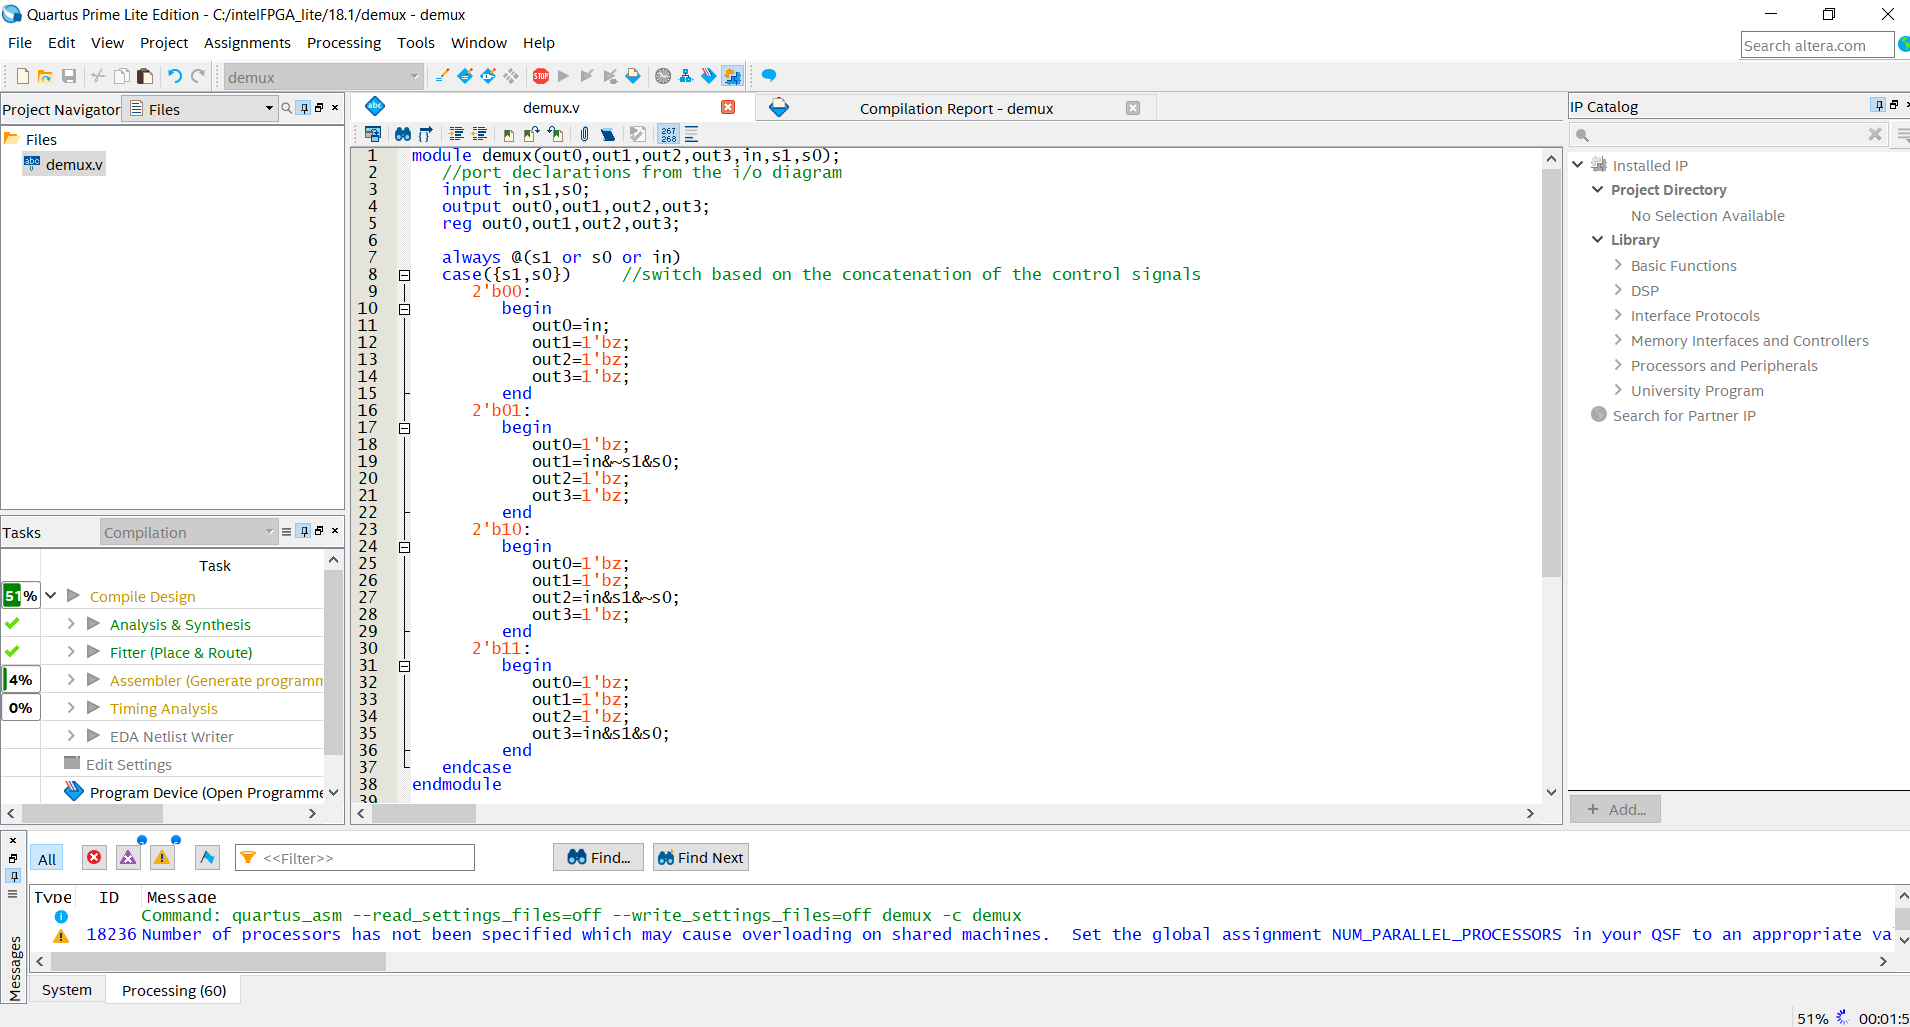 Quartus Prime Lite Edition - C:/intelFPGA_lite/18.1/demux - demux
File Edit View Project Assignments Processing Tools Window Help
Search altera.com
demux
Project Navigator Files
Files
demux.v
demux.v
Compilation Report - demux
267
268
1 module demux(out0,out1,out2,out3,in,s1,s0);
2 //port declarations from the i/o diagram
3 input in,s1,s0;
4 output out0,out1,out2,out3;
5 reg out0,out1,out2,out3;
6
7 always @(s1 or s0 or in)
8 case({s1,s0}) //switch based on the concatenation of the control signals
9 2'b00:
10 begin
11 out0=in;
12 out1=1'bz;
13 out2=1'bz;
14 out3=1'bz;
15 end
16 2'b01:
17 begin
18 out0=1'bz;
19 out1=in&~s1&s0;
20 out2=1'bz;
21 out3=1'bz;
22 end
23 2'b10:
24 begin
25 out0=1'bz;
26 out1=1'bz;
27 out2=in&s1&~s0;
28 out3=1'bz;
29 end
30 2'b11:
31 begin
32 out0=1'bz;
33 out1=1'bz;
34 out2=1'bz;
35 out3=in&s1&s0;
36 end
37 endcase
38 endmodule
39
IP Catalog
Installed IP
Project Directory
No Selection Available
Library
Basic Functions
DSP
Interface Protocols
Memory Interfaces and Controllers
Processors and Peripherals
University Program
Search for Partner IP
+ Add...
Tasks Compilation
Task
51% Compile Design
Analysis & Synthesis
Fitter (Place & Route)
4% Assembler (Generate programm
0% Timing Analysis
EDA Netlist Writer
Edit Settings
Program Device (Open Programme
All <<Filter>> Find... Find Next
Type ID Message
Command: quartus_asm --read_settings_files=off --write_settings_files=off demux -c demux
18236 Number of processors has not been specified which may cause overloading on shared machines. Set the global assignment NUM_PARALLEL_PROCESSORS in your QSF to an appropriate va
Messages
System Processing (60)
51% 00:01:5